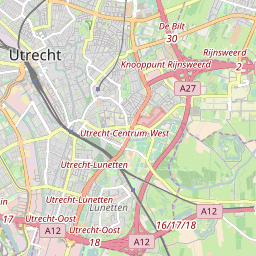 De Bilt
30
Utrecht
Rijnsweerd
2
Knooppunt Rijnsweerd
A27
Utrecht-Centrum-West
Utrecht-Lunetten
Utrecht-Lunetten
Lunetten
17
Utrecht-Oost
Utrecht-Oost
16/17/18
A12
A12
A12
18